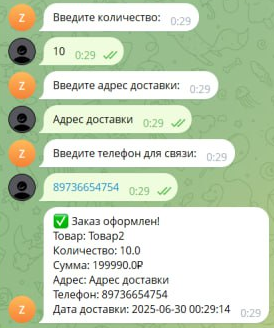 Z
Введите количество: 0:29
10 0:29
Z
Введите адрес доставки: 0:29
Адрес доставки 0:29
Z
Введите телефон для связи: 0:29
89736654754 0:29
✅ Заказ оформлен!
Товар: Товар2
Количество: 10.0
Сумма: 199990.0₽
Адрес: Адрес доставки
Телефон: 89736654754
Z
Дата доставки: 2025-06-30 00:29:14 0:29